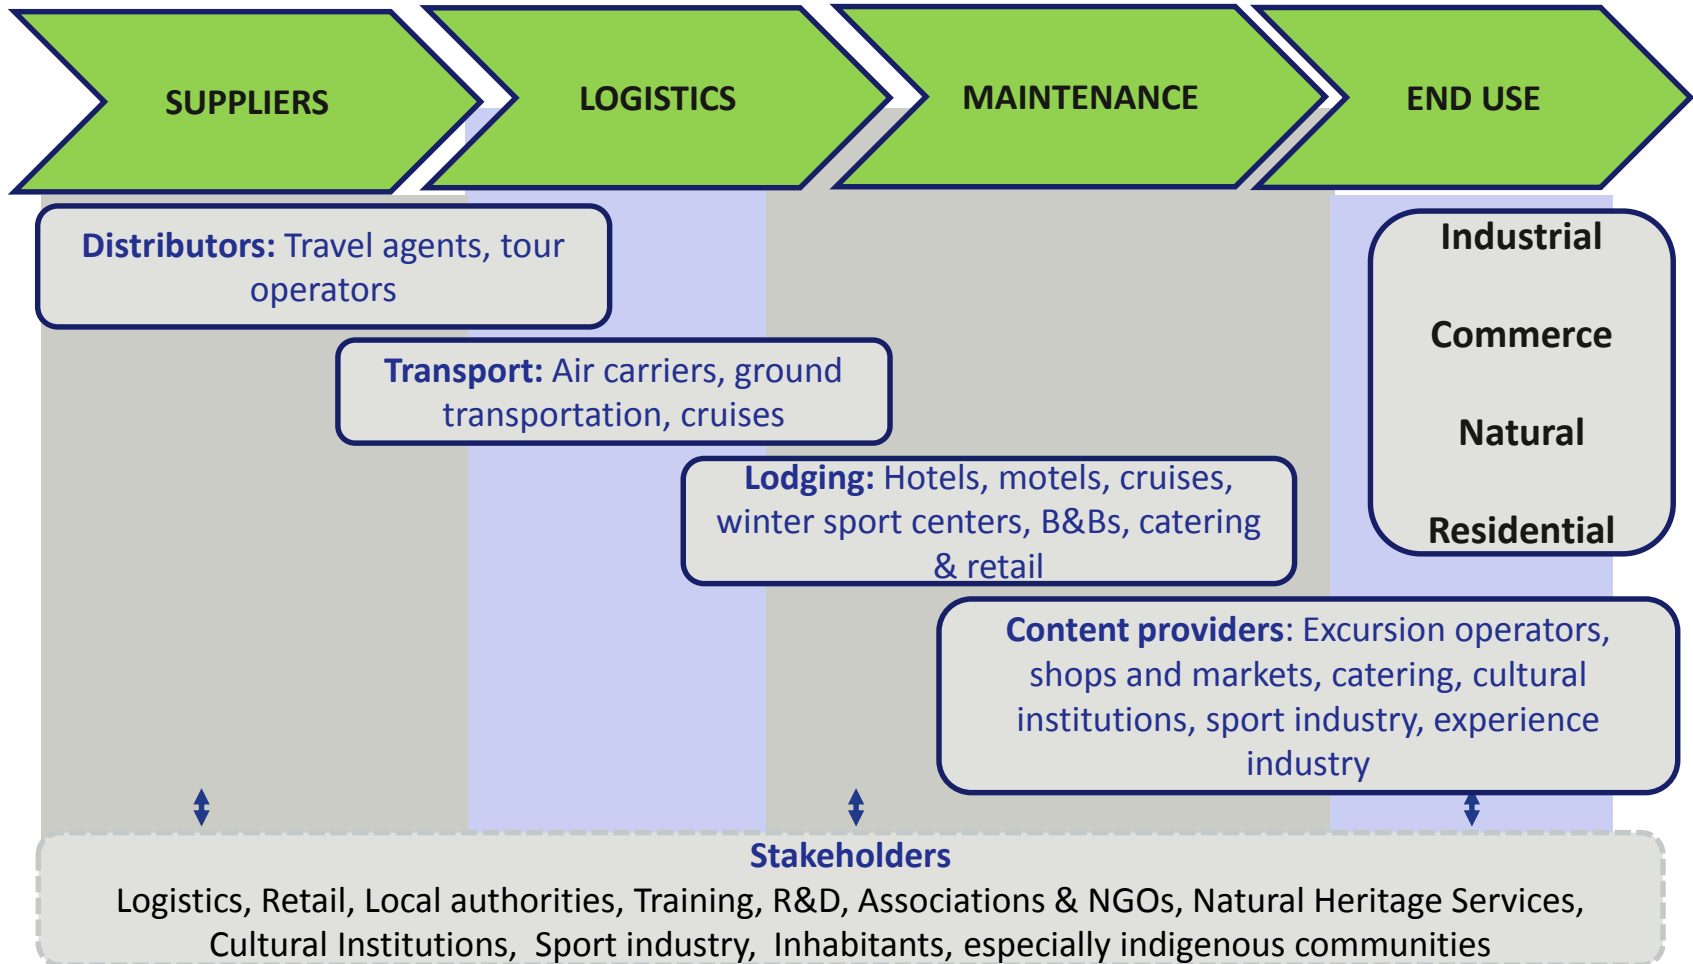 SUPPLIERS
LOGISTICS
MAINTENANCE
END USE
Distributors: Travel agents, tour
operators
Transport: Air carriers, ground
transportation, cruises
Lodging: Hotels, motels, cruises,
winter sport centers, B&Bs, catering
& retail
Industrial
Commerce
Natural
Residential
Content providers: Excursion operators,
shops and markets, catering, cultural
institutions, sport industry, experience
industry
Stakeholders
Logistics, Retail, Local authorities, Training, R&D, Associations & NGOs, Natural Heritage Services,
Cultural Institutions, Sport industry, Inhabitants, especially indigenous communities